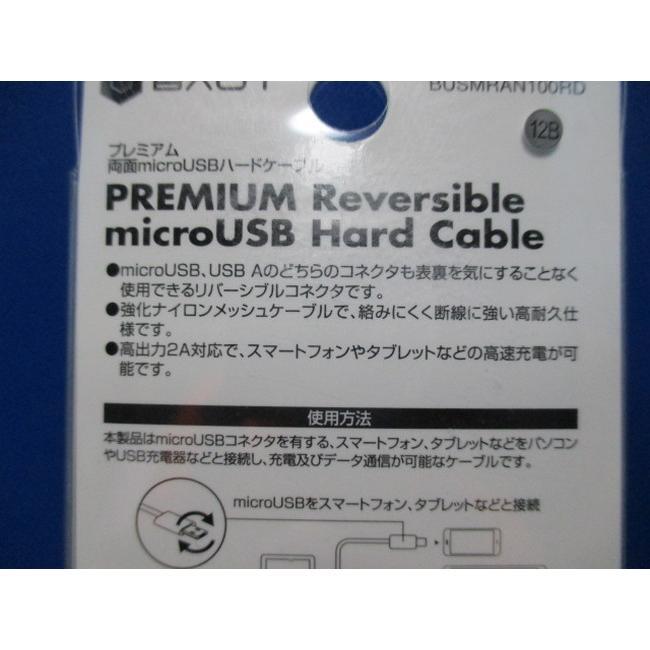 BUSMRAN100RD
12B
プレミアム
両面microUSBハードケーブル
PREMIUM Reversible
microUSB Hard Cable
●microUSB、USB Aのどちらのコネクタも表裏を気にすることなく
使用できるリバーシブルコネクタです。
●強化ナイロンメッシュケーブルで、絡みにくく断線に強い高耐久仕
様です。
●高出力2A対応で、スマートフォンやタブレットなどの高速充電が可
能です。
使用方法
本製品はmicroUSBコネクタを有する、スマートフォン、タブレットなどをパソコン
やUSB充電器などと接続し、充電及びデータ通信が可能なケーブルです。
microUSBをスマートフォン、タブレットなどと接続